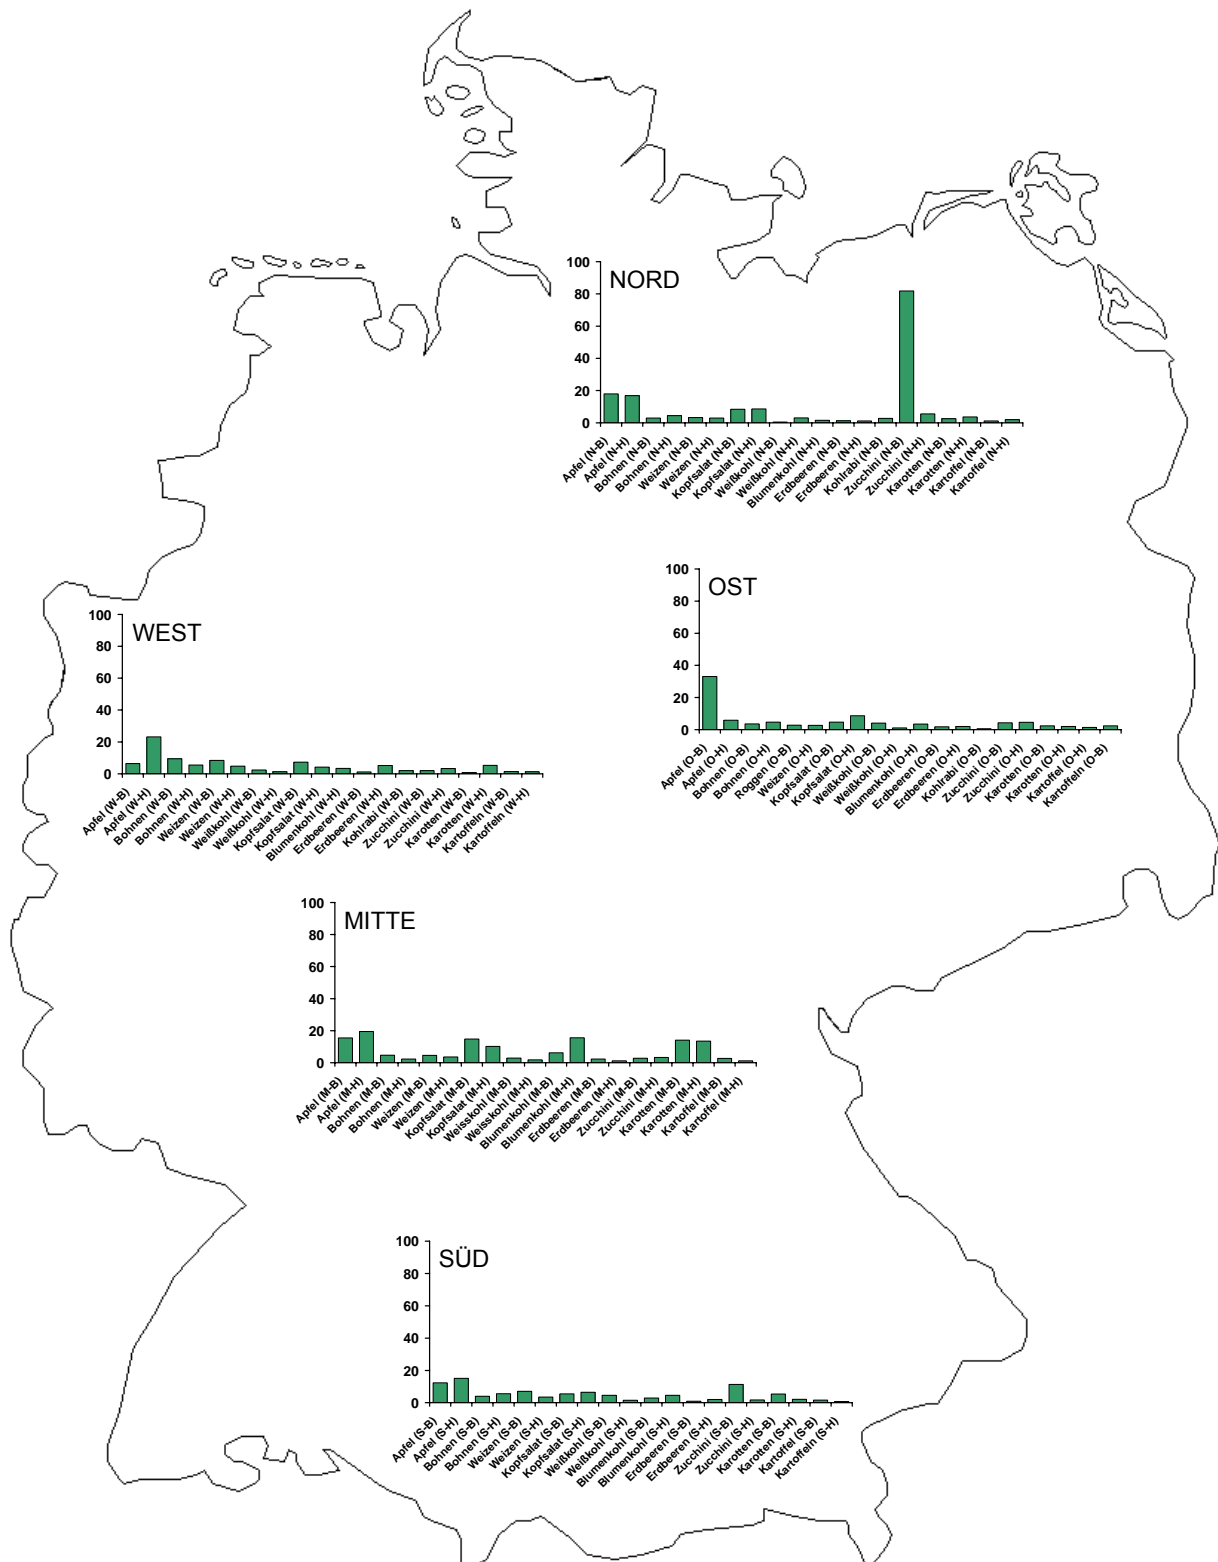 NORD
100
80
60
40
20
0
Apfel (N-B)
Apfel (N-H)
Bohnen (N-B)
Bohnen (N-H)
Weizen (N-B)
Weizen (N-H)
Kopfsalat (N-B)
Kopfsalat (N-H)
Weißkohl (N-B)
Weißkohl (N-H)
Blumenkohl (N-H)
Erdbeeren (N-B)
Erdbeeren (N-H)
Kohlrabi (N-B)
Zucchini (N-B)
Zucchini (N-H)
Karotten (N-B)
Karotten (N-H)
Kartoffel (N-B)
Kartoffel (N-H)
OST
100
80
60
40
20
0
Apfel (O-B)
Apfel (O-H)
Bohnen (O-B)
Bohnen (O-H)
Roggen (O-B)
Weizen (O-H)
Kopfsalat (O-B)
Kopfsalat (O-H)
Weißkohl (O-B)
Weißkohl (O-H)
Blumenkohl (O-H)
Erdbeeren (O-B)
Erdbeeren (O-H)
Kohlrabi (O-B)
Zucchini (O-B)
Zucchini (O-H)
Karotten (O-B)
Karotten (O-H)
Kartoffel (O-H)
Kartoffeln (O-B)
WEST
100
80
60
40
20
0
Apfel (W-B)
Apfel (W-H)
Bohnen (W-B)
Bohnen (W-H)
Weizen (W-B)
Weizen (W-H)
Weißkohl (W-B)
Weißkohl (W-H)
Kopfsalat (W-B)
Kopfsalat (W-H)
Blumenkohl (W-H)
Erdbeeren (W-B)
Erdbeeren (W-H)
Kohlrabi (W-B)
Zucchini (W-B)
Zucchini (W-H)
Karotten (W-B)
Karotten (W-H)
Kartoffeln (W-B)
Kartoffeln (W-H)
MITTE
100
80
60
40
20
0
Apfel (M-B)
Apfel (M-H)
Bohnen (M-B)
Bohnen (M-H)
Weizen (M-B)
Weizen (M-H)
Kopfsalat (M-B)
Kopfsalat (M-H)
Weisskohl (M-B)
Weisskohl (M-H)
Blumenkohl (M-B)
Blumenkohl (M-H)
Erdbeeren (M-B)
Erdbeeren (M-H)
Zucchini (M-B)
Zucchini (M-H)
Karotten (M-B)
Karotten (M-H)
Kartoffel (M-B)
Kartoffel (M-H)
SÜD
100
80
60
40
20
0
Apfel (S-B)
Apfel (S-H)
Bohnen (S-B)
Bohnen (S-H)
Weizen (S-B)
Weizen (S-H)
Kopfsalat (S-B)
Kopfsalat (S-H)
Weißkohl (S-B)
Weißkohl (S-H)
Blumenkohl (S-B)
Blumenkohl (S-H)
Erdbeeren (S-B)
Erdbeeren (S-H)
Zucchini (S-B)
Zucchini (S-H)
Karotten (S-B)
Karotten (S-H)
Kartoffel (S-B)
Kartoffeln (S-H)